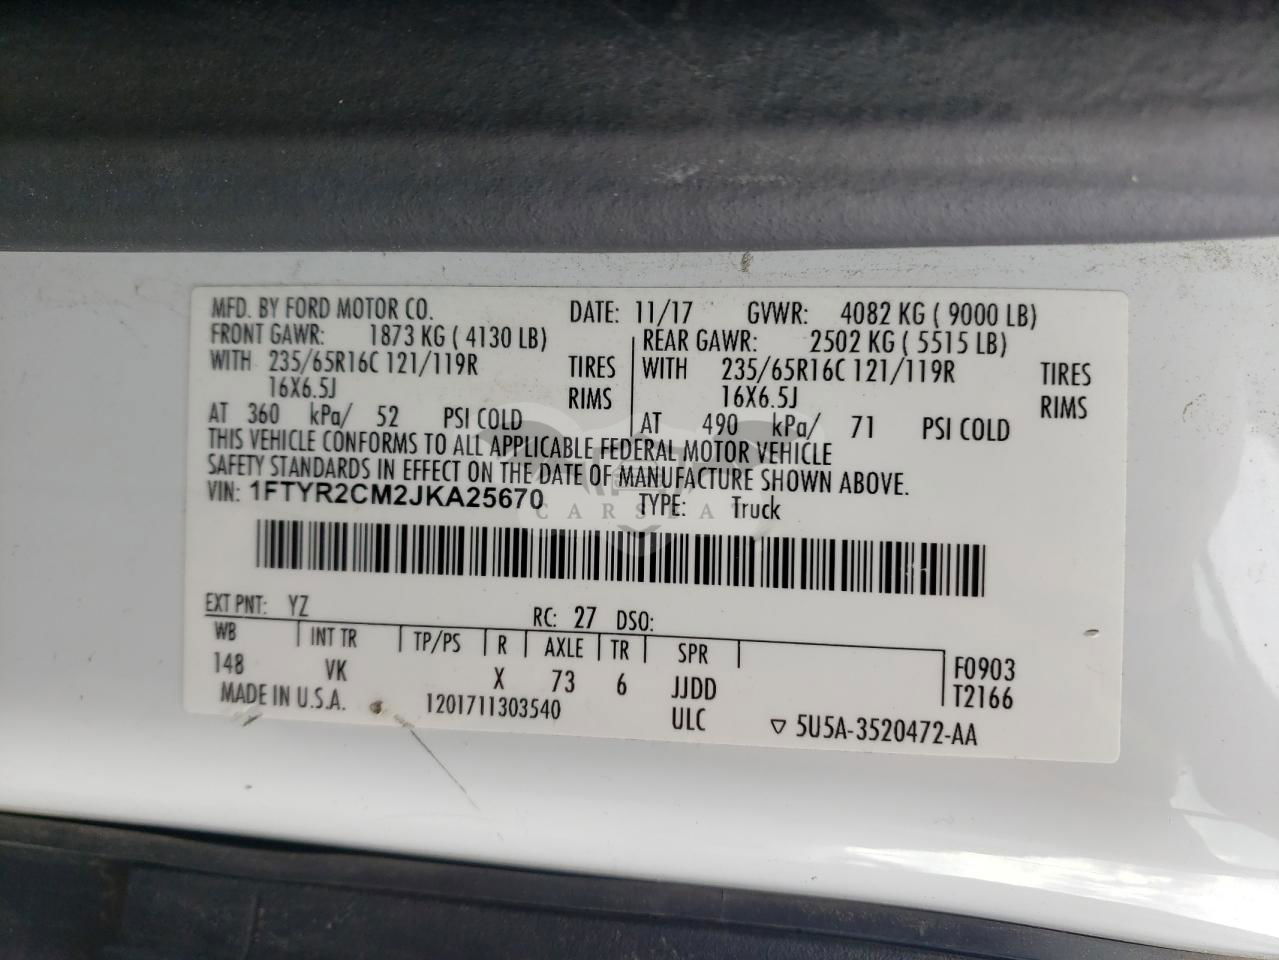 MFD. BY FORD MOTOR CO. DATE: 11/17 GVWR: 4082 KG ( 9000 LB)
FRONT GAWR: 1873 KG ( 4130 LB) REAR GAWR: 2502 KG ( 5515 LB)
WITH 235/65R16C 121/119R TIRES WITH 235/65R16C 121/119R TIRES
16X6.5J RIMS 16X6.5J RIMS
AT 360 kPa/ 52 PSI COLD AT 490 kPa/ 71 PSI COLD
THIS VEHICLE CONFORMS TO ALL APPLICABLE FEDERAL MOTOR VEHICLE
SAFETY STANDARDS IN EFFECT ON THE DATE OF MANUFACTURE SHOWN ABOVE.
VIN: 1FTYR2CM2JKA25670 TYPE: Truck
EXT PNT: YZ RC: 27 DSO:
WB INT TR TP/PS R AXLE TR SPR F0903
148 VK X 73 6 JJDD T2166
MADE IN U.S.A. 1201711303540 ULC ▽ 5U5A-3520472-AA